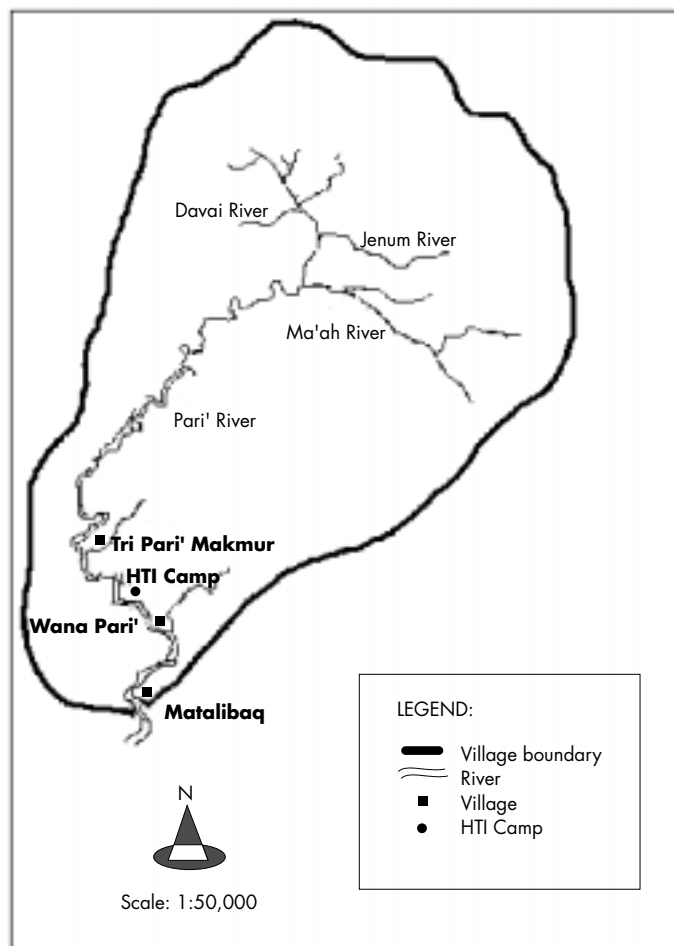 Davai River
Jenum River
Ma'ah River
Pari' River
Tri Pari' Makmur
HTI Camp
Wana Pari'
Matalibaq
LEGEND:
Village boundary
River
Village
HTI Camp
N
Scale: 1:50,000